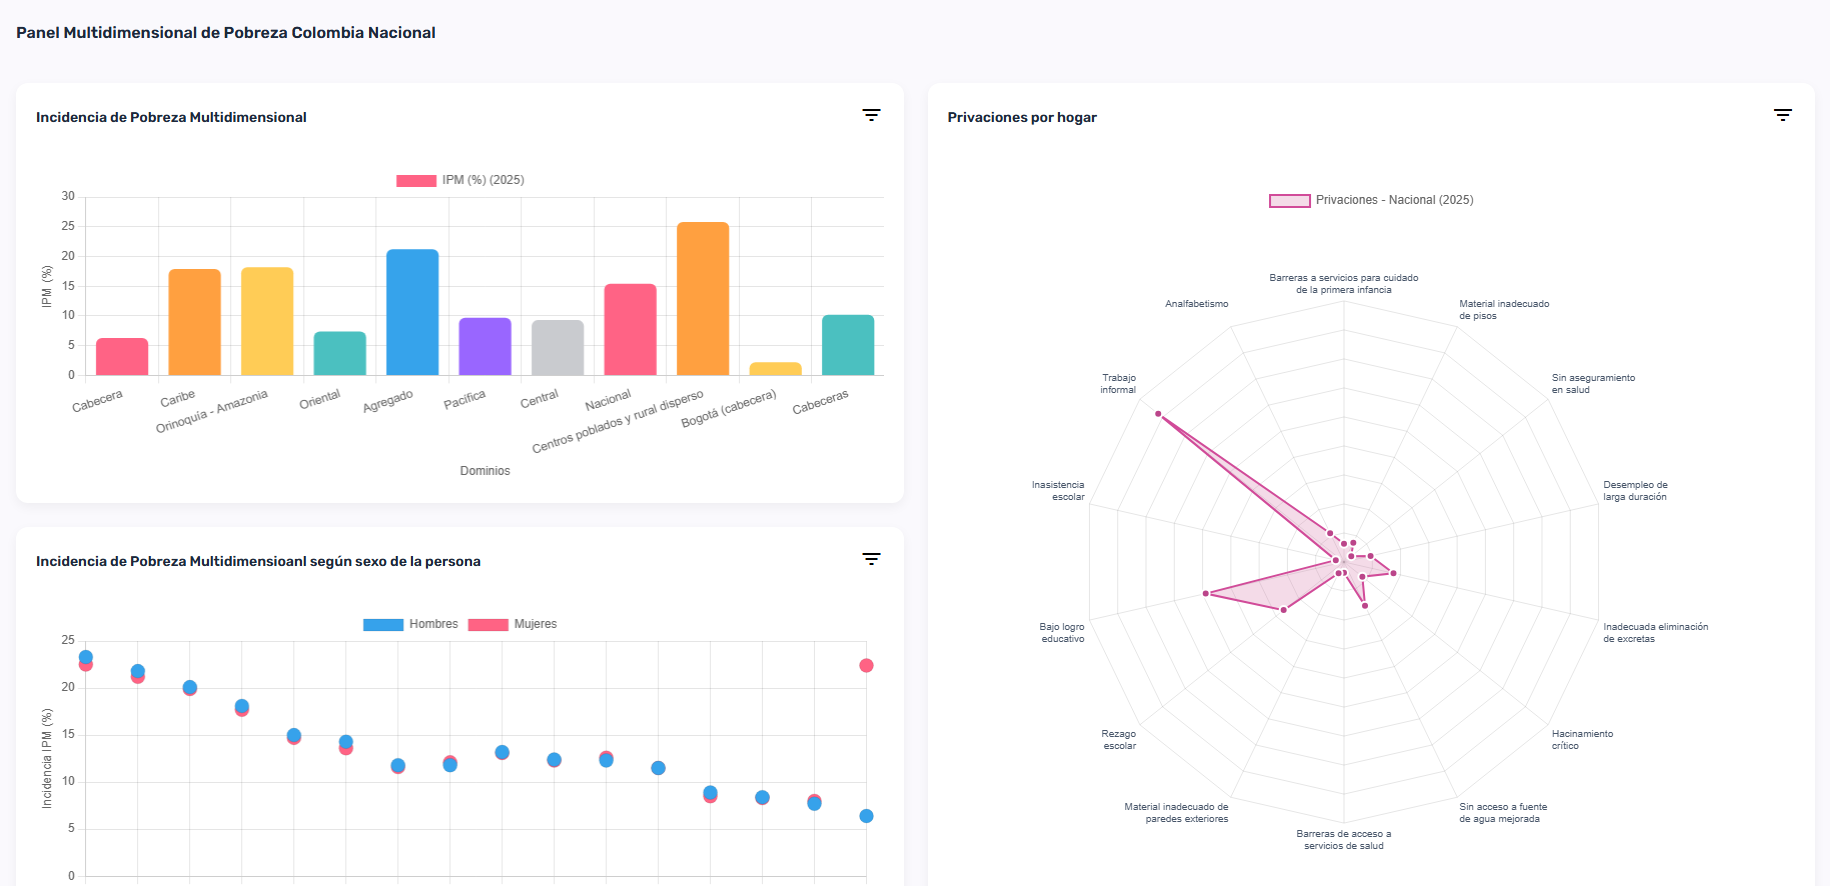 Panel Multidimensional de Pobreza Colombia Nacional
Incidencia de Pobreza Multidimensional
IPM (%) (2025)
30
25
20
15
10
5
0
IPM (%)
Cabecera
Caribe
Orinoquía - Amazonia
Oriental
Agregado
Pacífica
Central
Nacional
Centros poblados y rural disperso
Bogotá (cabecera)
Cabeceras
Dominios
Incidencia de Pobreza Multidimensioanl según sexo de la persona
Hombres
Mujeres
25
20
15
10
5
0
Incidencia IPM (%)
Privaciones por hogar
Privaciones - Nacional (2025)
Barreras a servicios para cuidado
de la primera infancia
Material inadecuado
de pisos
Sin aseguramiento
en salud
Desempleo de
larga duración
Inadecuada eliminación
de excretas
Hacinamiento
crítico
Sin acceso a fuente
de agua mejorada
Barreras de acceso a
servicios de salud
Material inadecuado de
paredes exteriores
Rezago
escolar
Bajo logro
educativo
Inasistencia
escolar
Trabajo
informal
Analfabetismo